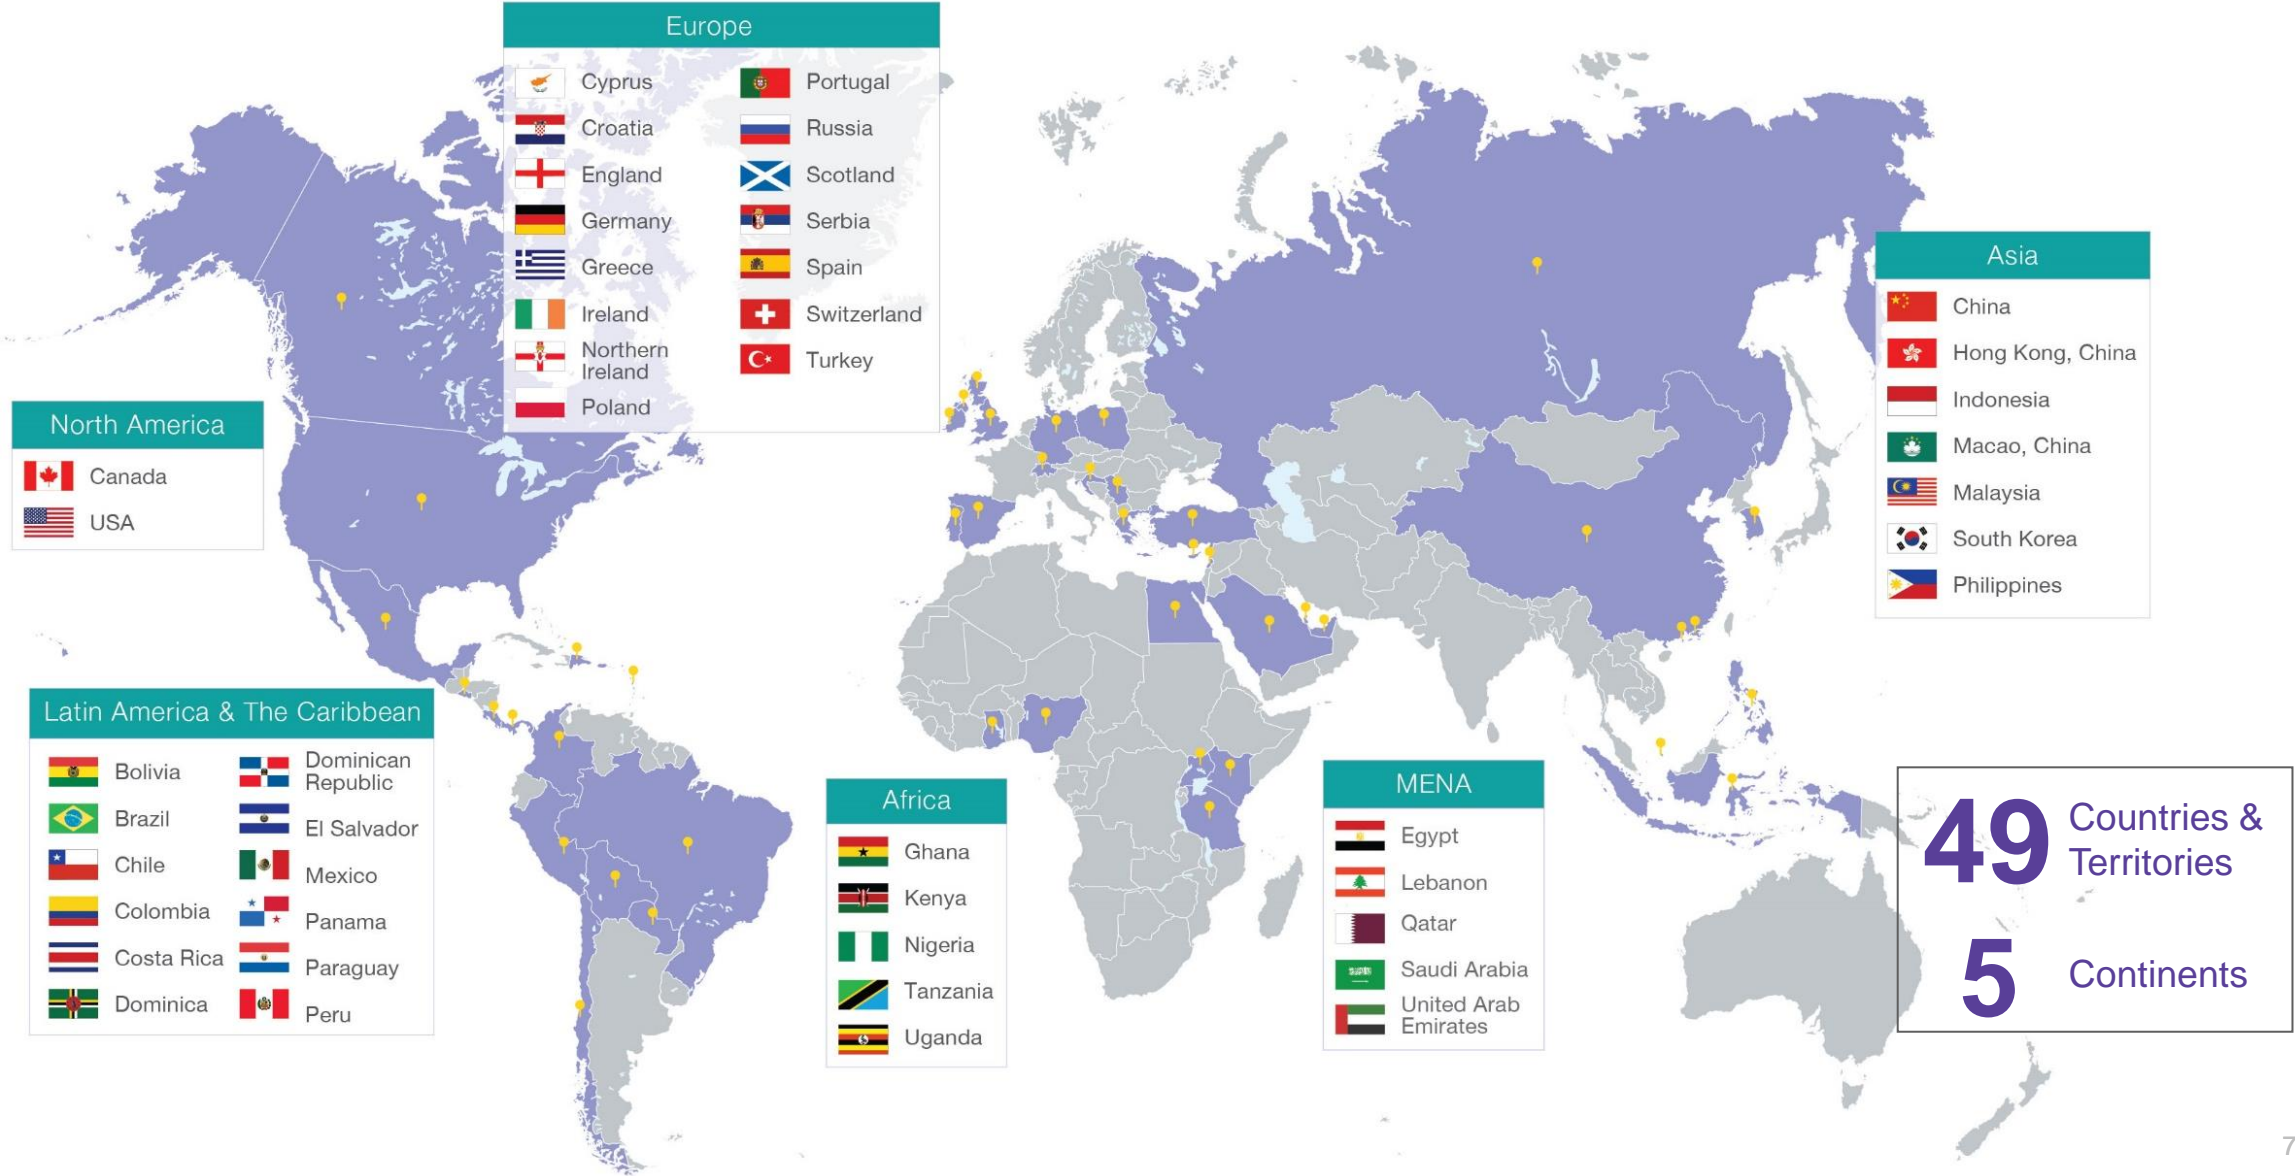 Europe
Cyprus
Croatia
England
Germany
Greece
Ireland
Northern
Ireland
Poland
Portugal
Russia
Scotland
Serbia
Spain
Switzerland
Turkey
Asia
China
Hong Kong, China
Indonesia
Macao, China
Malaysia
South Korea
Philippines
North America
Canada
USA
Latin America & The Caribbean
Bolivia
Brazil
Chile
Colombia
Costa Rica
Dominica
Dominican
Republic
El Salvador
Mexico
Panama
Paraguay
Peru
Africa
Ghana
Kenya
Nigeria
Tanzania
Uganda
MENA
Egypt
Lebanon
Qatar
Saudi Arabia
United Arab
Emirates
49 Countries &
Territories
5 Continents
7